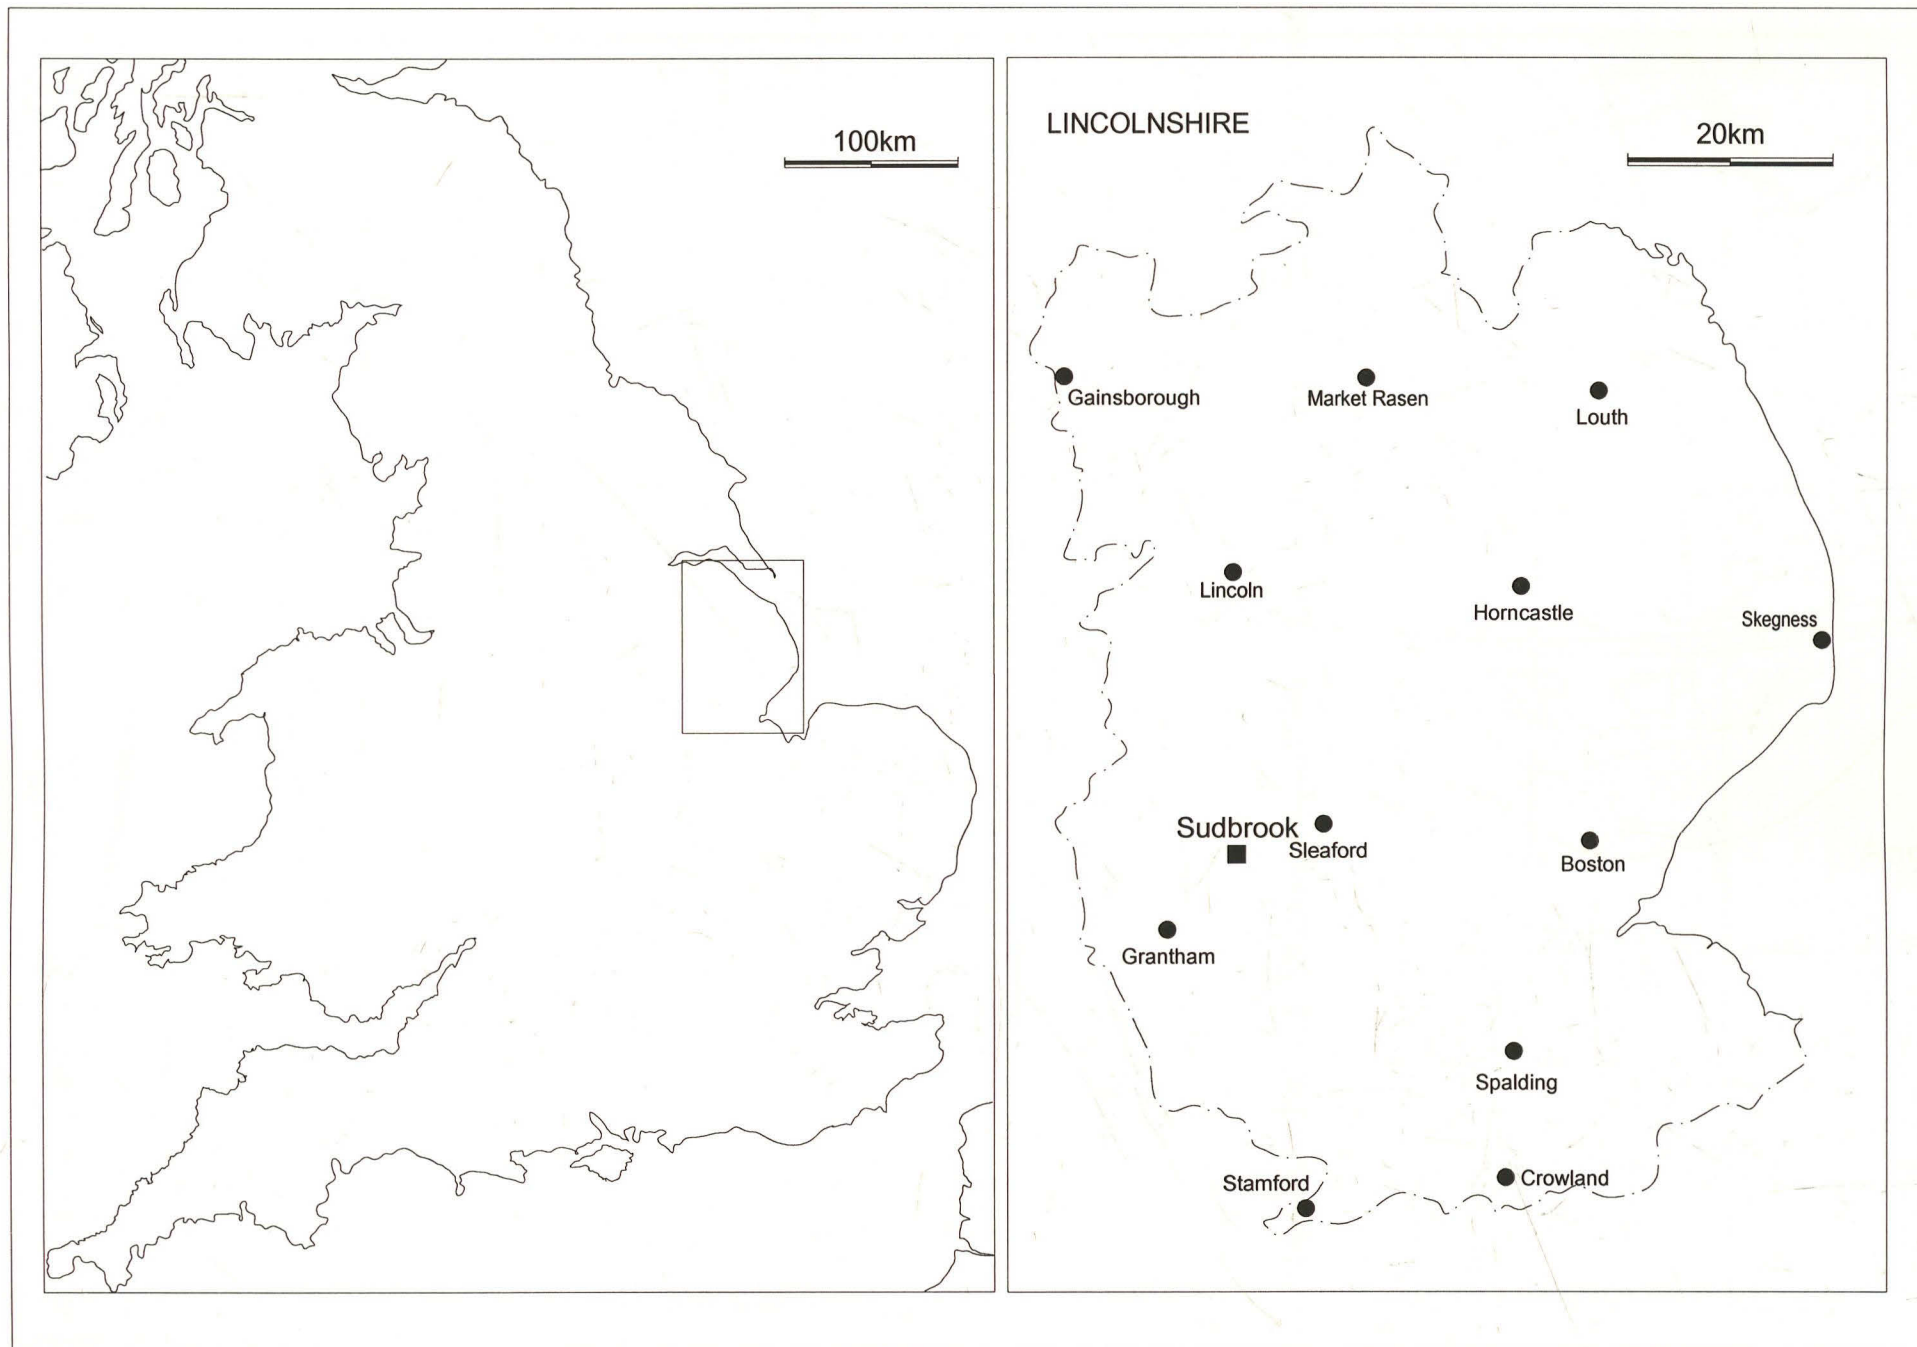 100km
LINCOLNSHIRE
20km
Gainsborough
Market Rasen
Louth
Lincoln
Horncastle
Skegness
Sudbrook
Sleaford
Boston
Grantham
Spalding
Stamford
Crowland